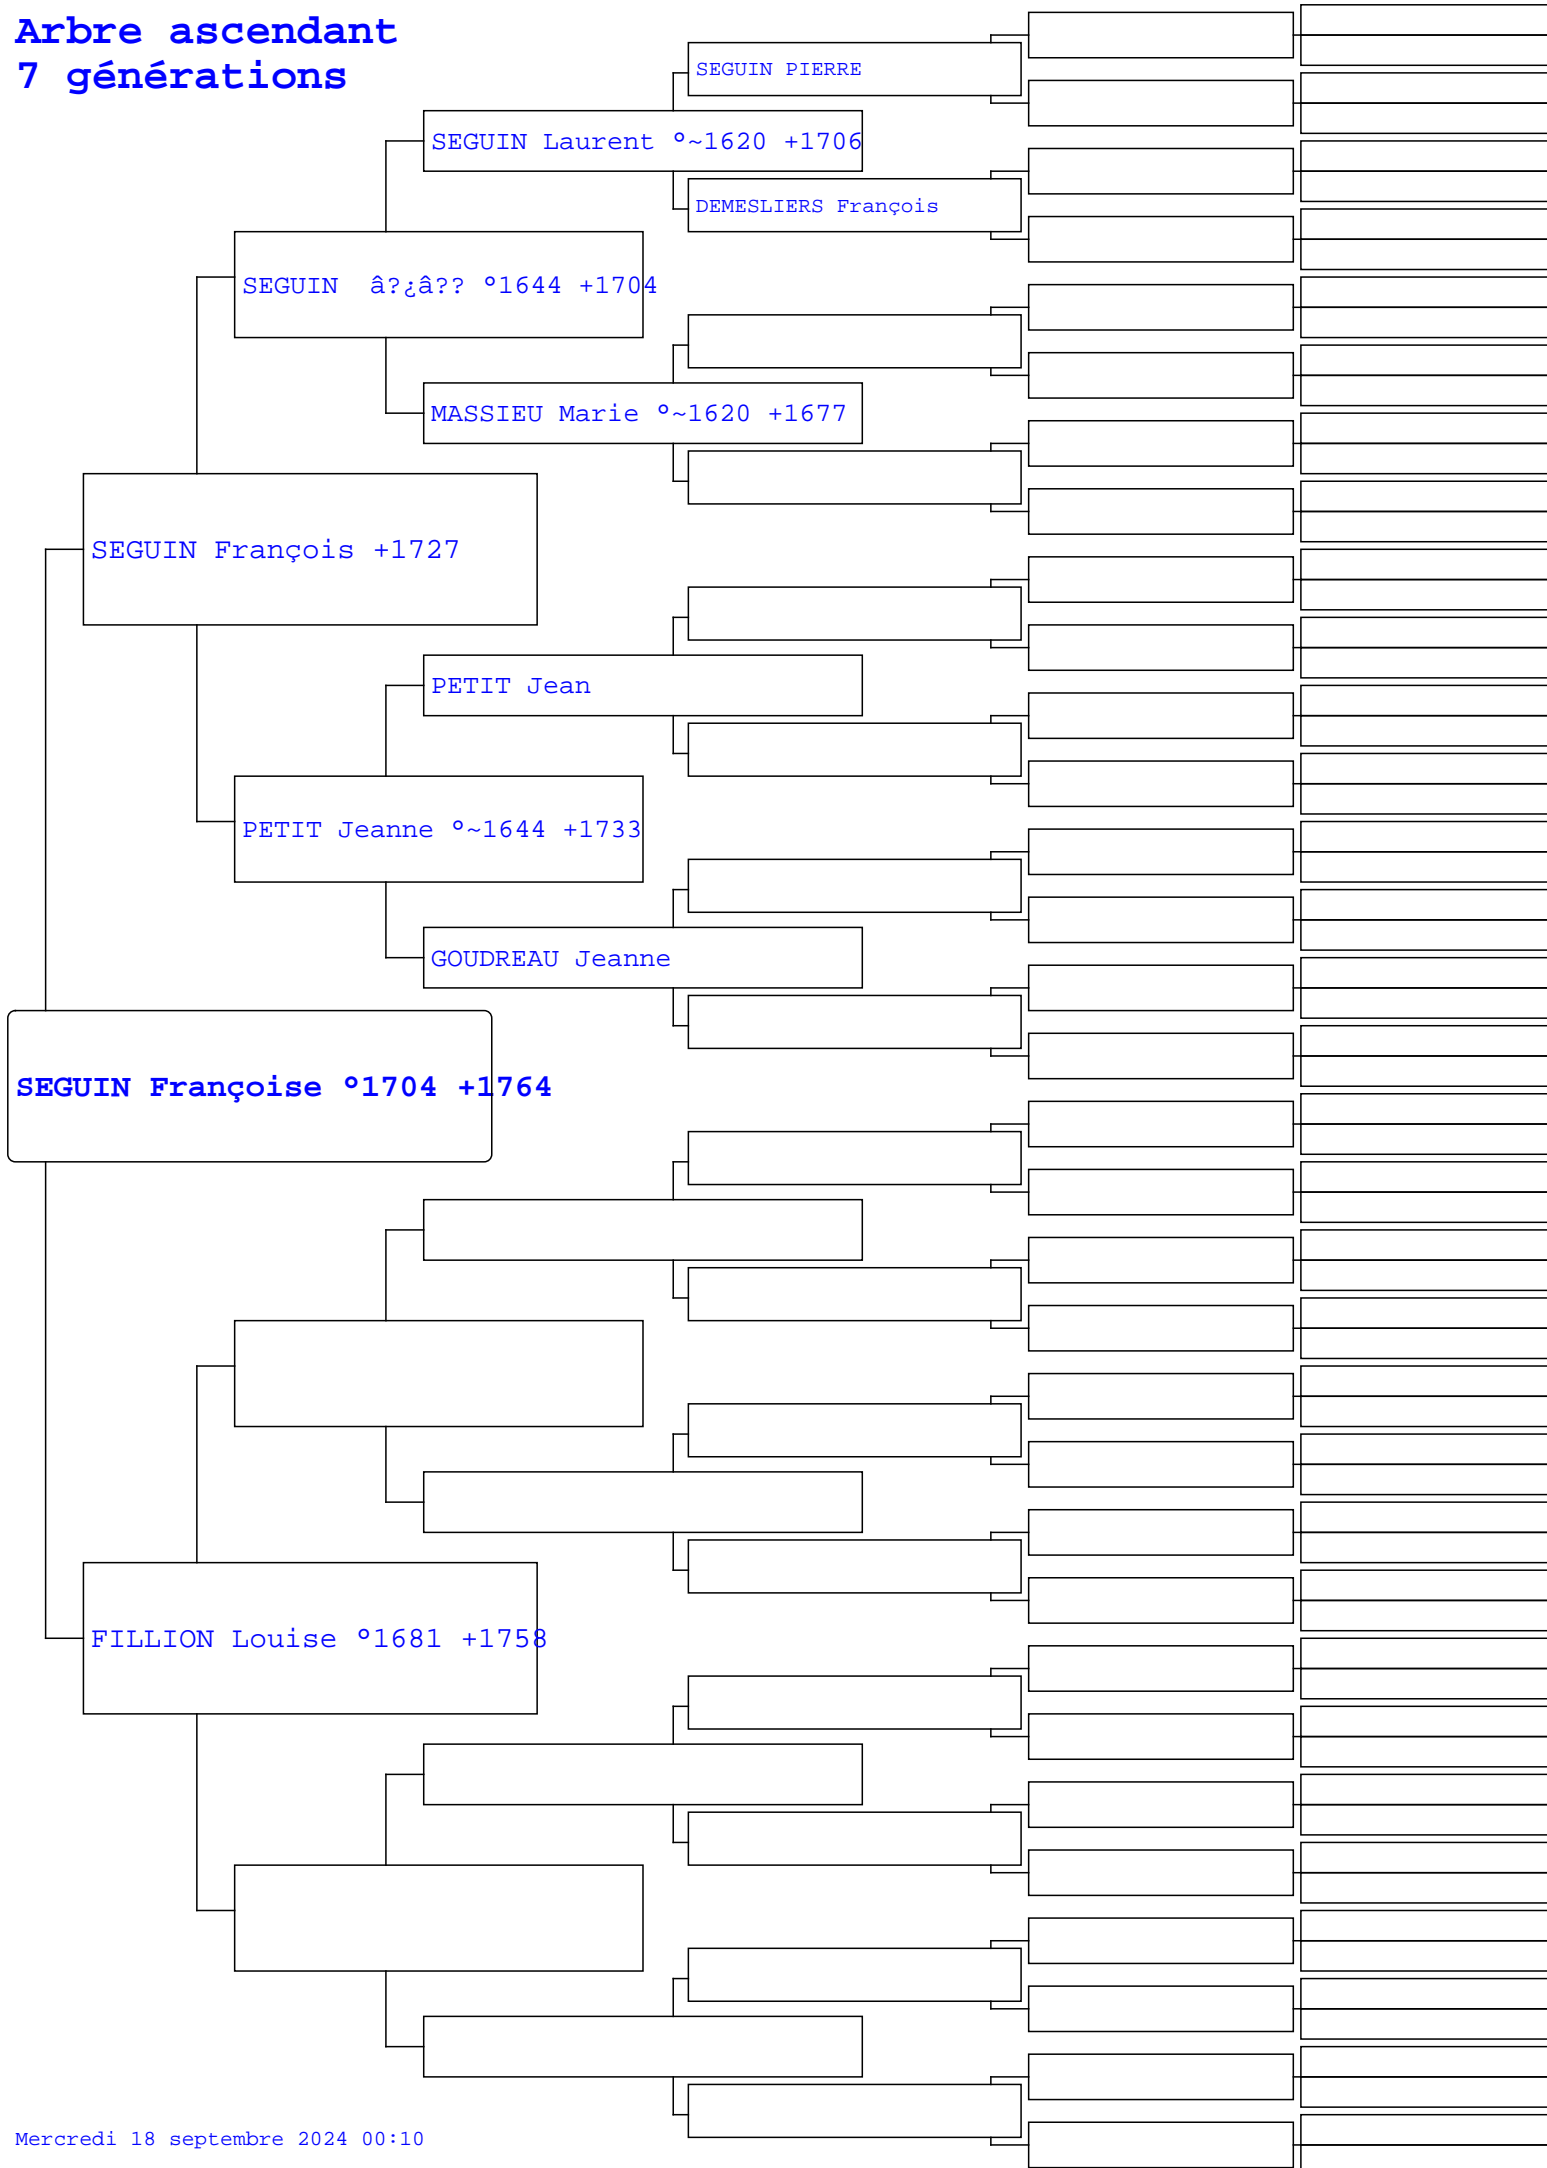 Arbre ascendant
7 générations
SEGUIN PIERRE
SEGUIN Laurent °~1620 +1706
DEMESLIERS François
SEGUIN  â?¿â?? °1644 +1704
MASSIEU Marie °~1620 +1677
SEGUIN François +1727
PETIT Jean
PETIT Jeanne °~1644 +1733
GOUDREAU Jeanne
SEGUIN Françoise °1704 +1764
FILLION Louise °1681 +1758
Mercredi 18 septembre 2024 00:10